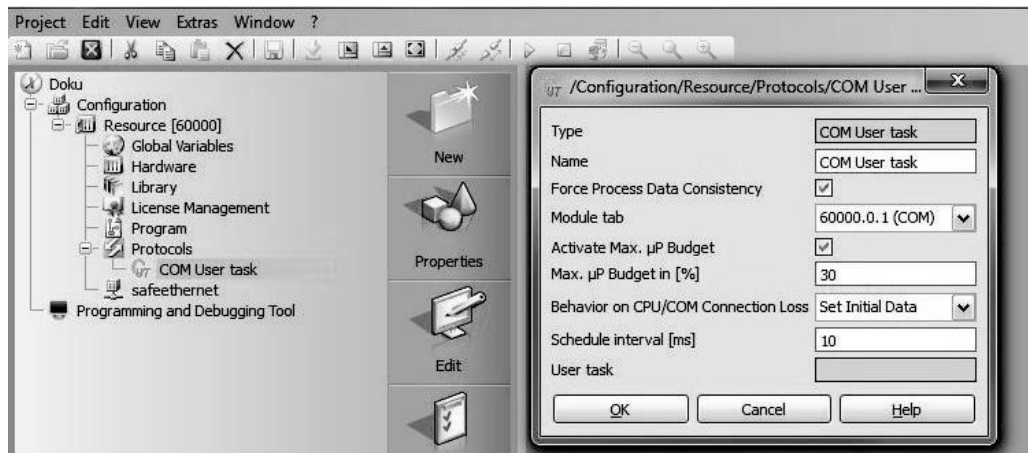 Project Edit View Extras Window ?
Doku
Configuration
Resource [60000]
Global Variables
Hardware
Library
License Management
Program
Protocols
UT COM User task
safeethernet
Programming and Debugging Tool
New
Properties
Edit
UT /Configuration/Resource/Protocols/COM User ...
Type COM User task
Name COM User task
Force Process Data Consistency
Module tab 60000.0.1 (COM)
Activate Max. µP Budget
Max. µP Budget in [%] 30
Behavior on CPU/COM Connection Loss Set Initial Data
Schedule interval [ms] 10
User task
OK Cancel Help